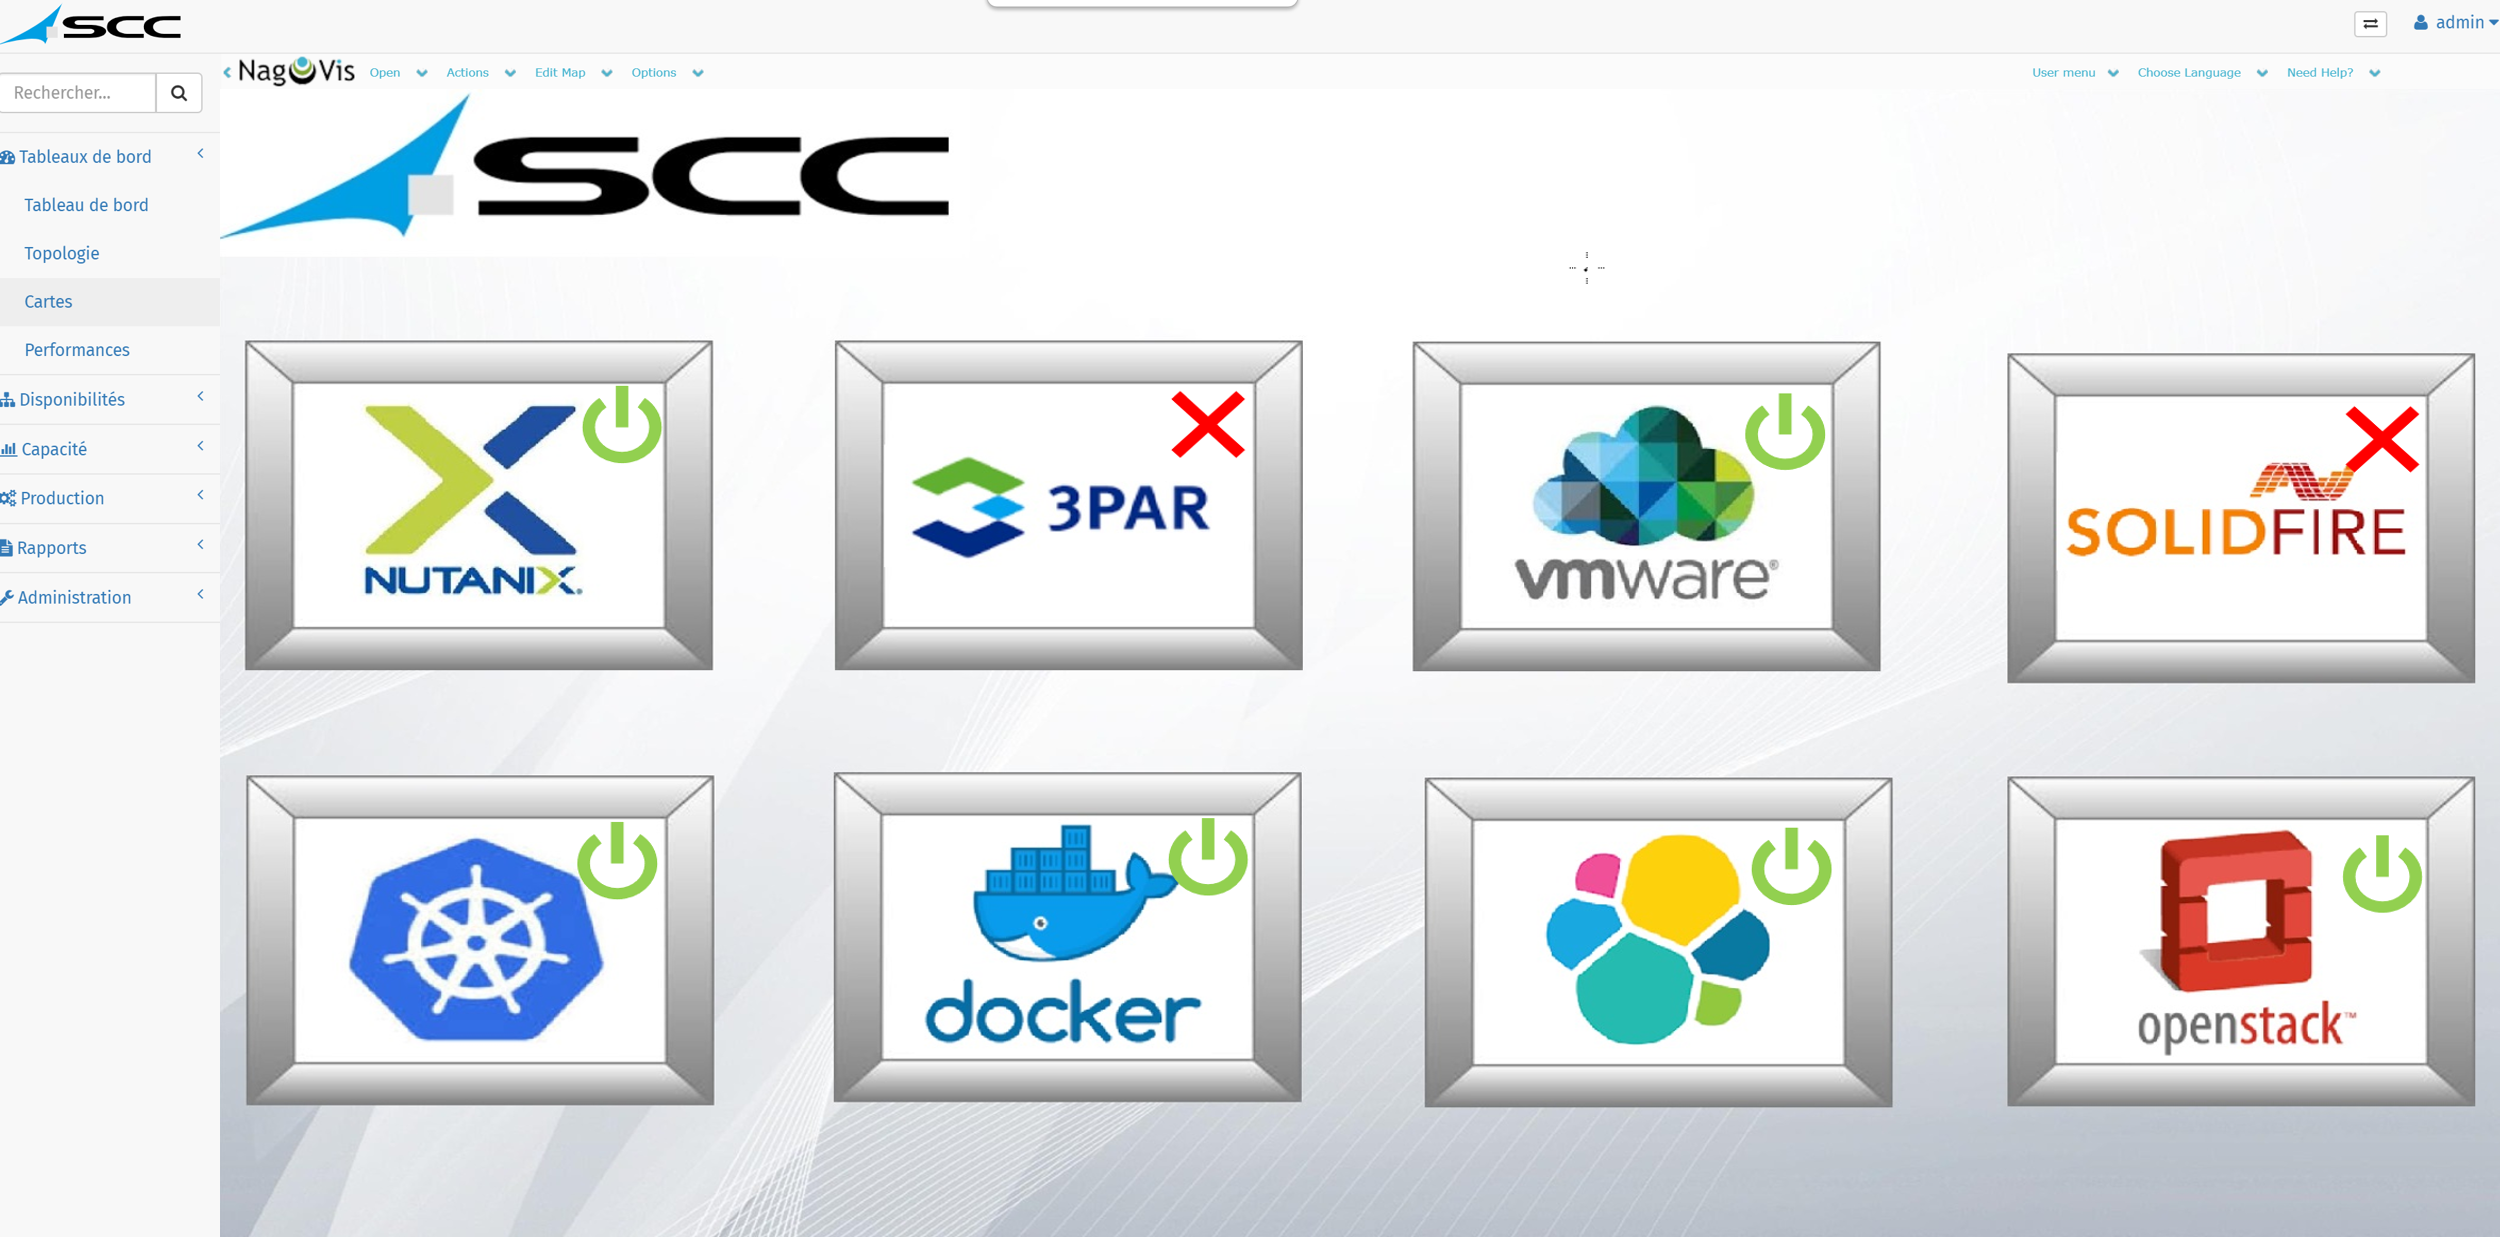 SCC
admin
Rechercher...
NagVis
Open
Actions
Edit Map
Options
User menu
Choose Language
Need Help?
Tableaux de bord
Tableau de bord
Topologie
Cartes
Performances
Disponibilités
Capacité
Production
Rapports
Administration
SCC
NUTANIX.
3PAR
vmware®
SOLIDFIRE
docker
openstack™